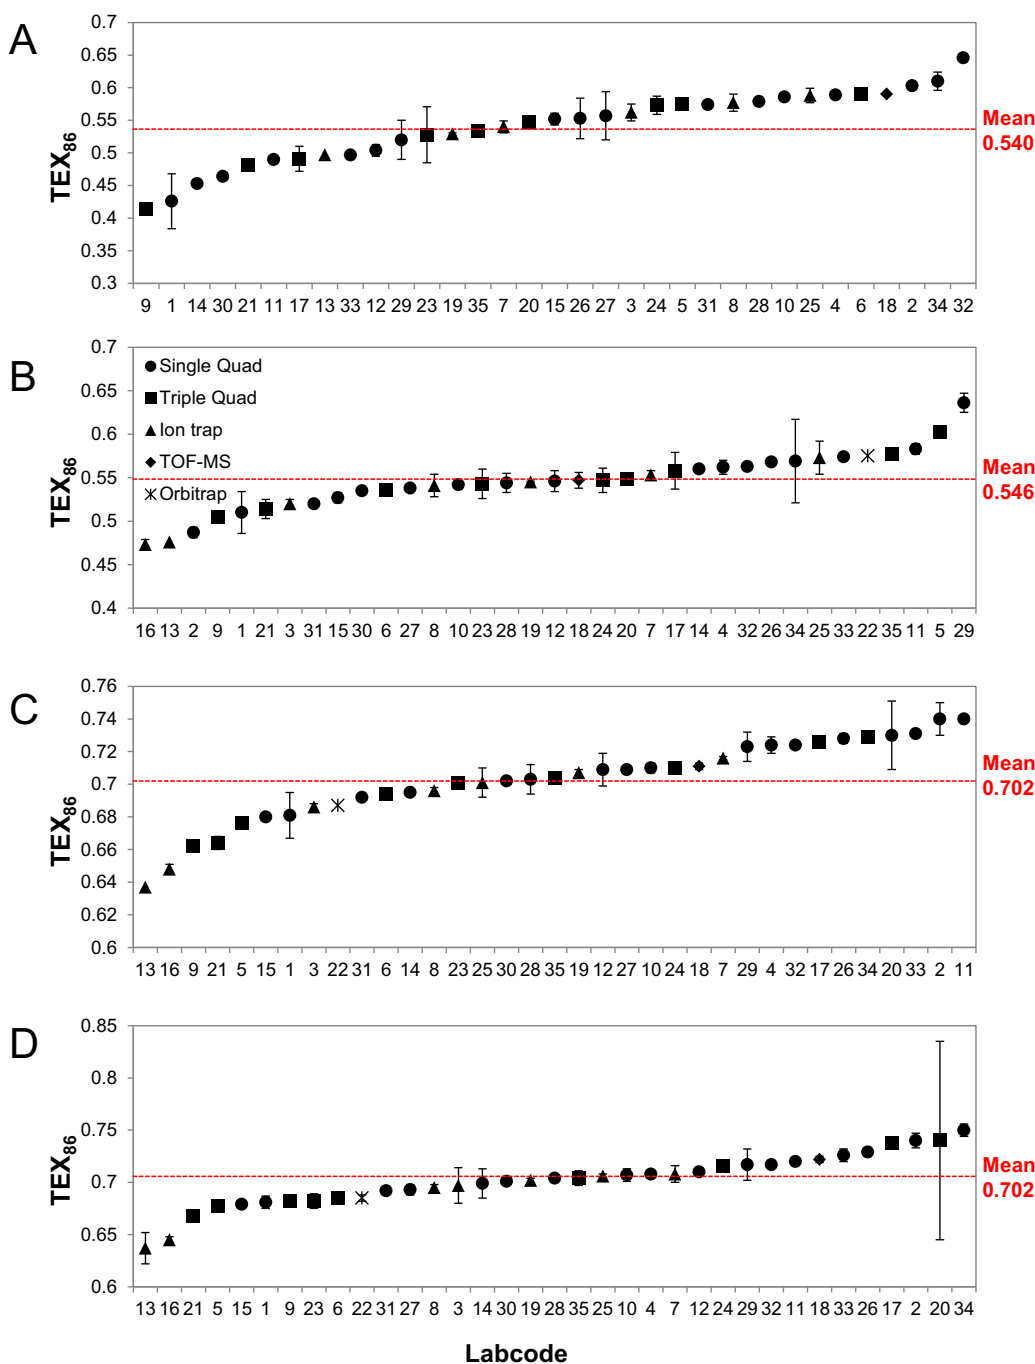 A
TEX86
0.7
0.65
0.6
0.55
0.5
0.45
0.4
0.35
0.3
Mean
0.540
9 1 14 30 21 11 17 13 33 12 29 23 19 35 7 20 15 26 27 3 24 5 31 8 28 10 25 4 6 18 2 34 32
B
TEX86
0.7
0.65
0.6
0.55
0.5
0.45
0.4
Single Quad
Triple Quad
Ion trap
TOF-MS
Orbitrap
Mean
0.546
16 13 2 9 1 21 3 31 15 30 6 27 8 10 23 28 19 12 18 24 20 7 17 14 4 32 26 34 25 33 22 35 11 5 29
C
TEX86
0.76
0.74
0.72
0.7
0.68
0.66
0.64
0.62
0.6
Mean
0.702
13 16 9 21 5 15 1 3 22 31 6 14 8 23 25 30 28 35 19 12 27 10 24 18 7 29 4 32 17 26 34 20 33 2 11
D
TEX86
0.85
0.8
0.75
0.7
0.65
0.6
Mean
0.702
13 16 21 5 15 1 9 23 6 22 31 27 8 3 14 30 19 28 35 25 10 4 7 12 24 29 32 11 18 33 26 17 2 20 34
Labcode